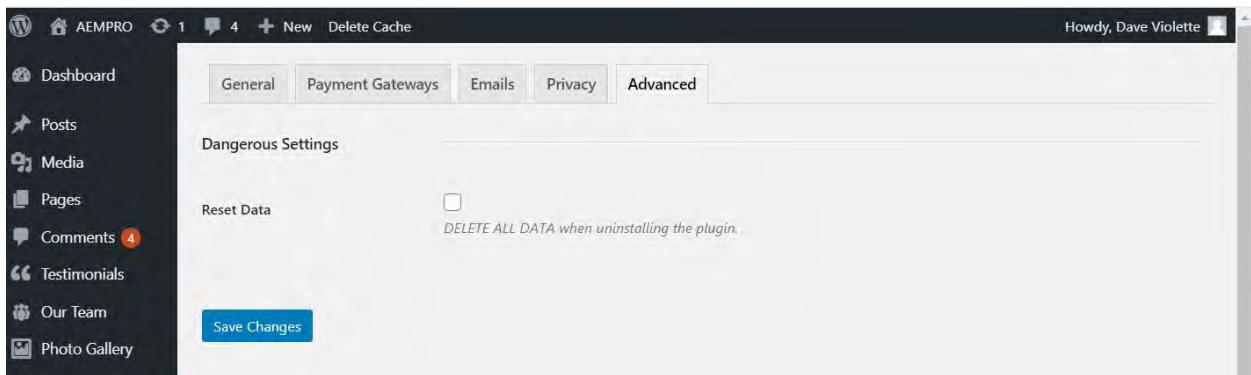 AEMPRO 1 4 New Delete Cache Howdy, Dave Violette
Dashboard
Posts
Media
Pages
Comments 4
Testimonials
Our Team
Photo Gallery
General Payment Gateways Emails Privacy Advanced
Dangerous Settings
Reset Data
DELETE ALL DATA when uninstalling the plugin.
Save Changes